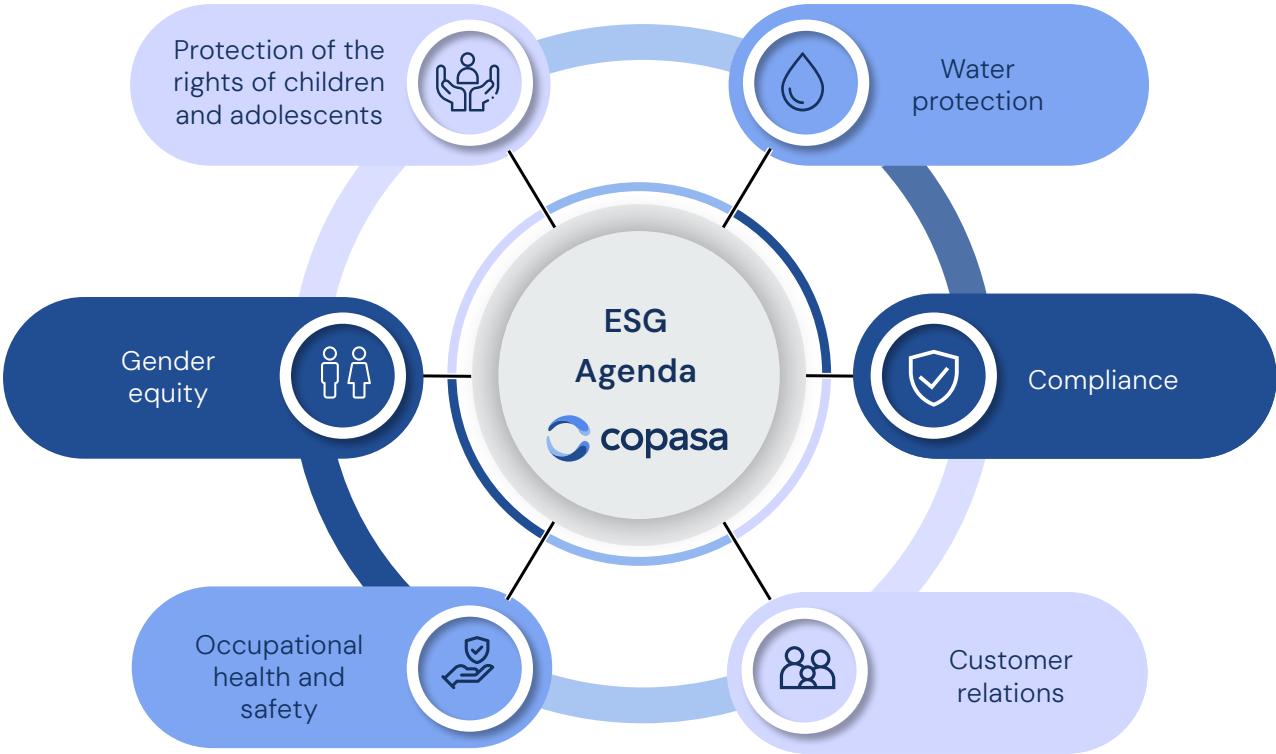 Protection of the
rights of children
and adolescents
Water
protection
Gender
equity
ESG
Agenda
copasa
Compliance
Occupational
health and
safety
Customer
relations